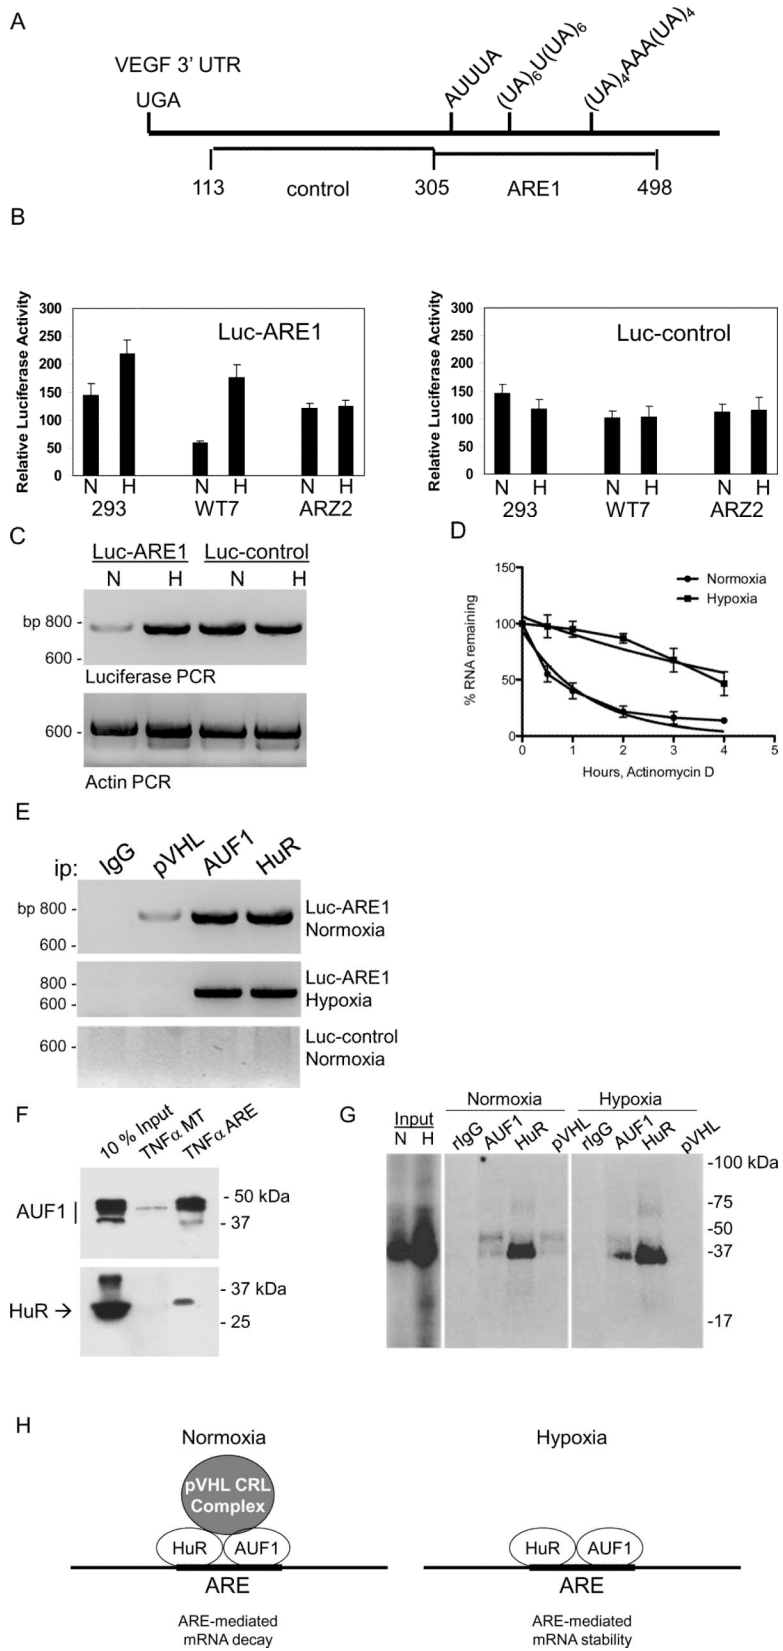 A
VEGF 3' UTR
UGA
AUUUA
(UA)6U(UA)6
(UA)4AAA(UA)4
113
control
305
ARE1
498
B
Relative Luciferase Activity
300
250
200
150
100
50
0
Luc-ARE1
N H N H N H
293 WT7 ARZ2
Relative Luciferase Activity
300
250
200
150
100
50
0
Luc-control
N H N H N H
293 WT7 ARZ2
C
Luc-ARE1 Luc-control
N H N H
bp 800 -
600 -
Luciferase PCR
600 -
Actin PCR
D
% RNA remaining
150
100
50
0
0 1 2 3 4 5
Hours, Actinomycin D
Normoxia
Hypoxia
E
ip: IgG pVHL AUF1 HuR
bp 800 -
600 -
Luc-ARE1
Normoxia
800 -
600 -
Luc-ARE1
Hypoxia
600 -
Luc-control
Normoxia
F
10 % Input
TNFα MT
TNFα ARE
AUF1
- 50 kDa
- 37
HuR →
- 37 kDa
- 25
G
Input
N H
Normoxia
rIgG AUF1 HuR pVHL
Hypoxia
rIgG AUF1 HuR pVHL
-100 kDa
-75
-50
-37
-17
H
Normoxia
pVHL CRL
Complex
HuR AUF1
ARE
ARE-mediated
mRNA decay
Hypoxia
HuR AUF1
ARE
ARE-mediated
mRNA stability